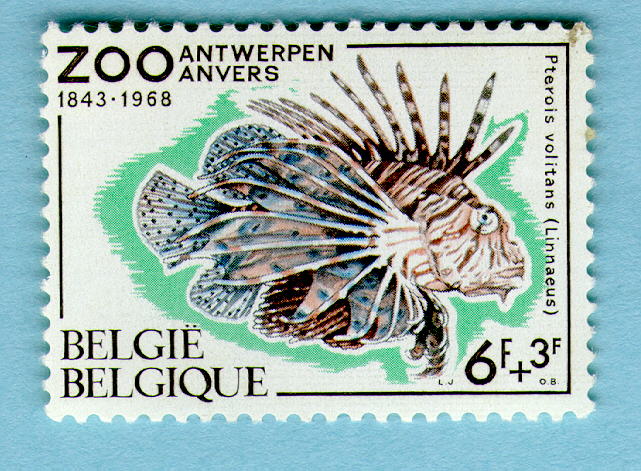 ZOO ANTWERPEN
ANVERS
1843·1968
Pterois volitans (Linnaeus)
BELGIË
BELGIQUE
6F+3F
L.J
O.B.